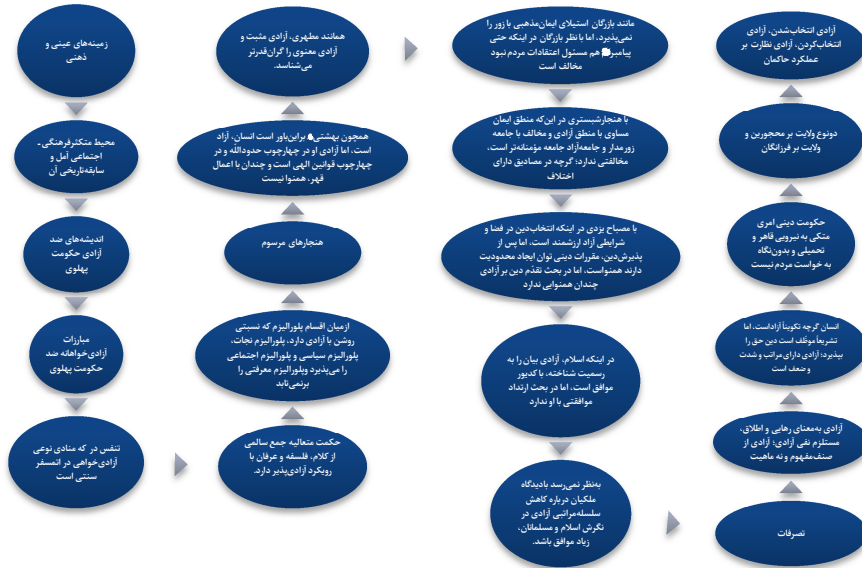 زمینه‌های عینی و
ذهنی
محیط متکثرفرهنگی ـ
اجتماعی آمل و
سابقه‌تاریخی آن
اندیشه‌های ضد
آزادی حکومت
پهلوی
مبارزات
آزادی‌خواهانه ضد
حکومت پهلوی
تنفس در که منادی نوعی
آزادی‌خواهی در اتمسفر
سنتی است
حکمت متعالیه جمع سالمی
از کلام، فلسفه و عرفان با
رویکرد آزادی‌پذیر دارد.
ازمیان اقسام پلورالیزم که نسبتی
روشن با آزادی دارد، پلورالیزم نجات،
پلورالیزم سیاسی و پلورالیزم اجتماعی
را می‌پذیرد وپلورالیزم معرفتی را
برنمی‌تابد
هنجارهای مرسوم
همچون بهشتی براین‌باور است انسان، آزاد
است، اما آزادی او در چهارچوب حدودالله و در
چهارچوب قوانین الهی است و چندان با اعمال
قهر، همنوا نیست
همانند مطهری، آزادی مثبت و
آزادی معنوی را گران‌قدرتر
می‌شناسد.
مانند بازرگان استیلای ایمان‌مذهبی با زور را
نمی‌پذیرد، اما با نظر بازرگان در اینکه حتی
پیامبر هم مسئول اعتقادات مردم نبود
مخالف است
با هنجارشبستری در این‌که منطق ایمان
مساوی با منطق آزادی و مخالف با جامعه
زورمدار و جامعه‌آزاد جامعه مؤمنانه‌تر است،
مخالفتی ندارد؛ گرچه در مصادیق دارای
اختلاف
با مصباح یزدی در اینکه انتخاب‌دین در فضا و
شرایطی آزاد ارزشمند است، اما پس از
پذیرش‌دین، مقررات دینی توان ایجاد محدودیت
دارند همنواست، اما در بحث تقدّم دین بر آزادی
چندان همنوایی ندارد
در اینکه اسلام، آزادی بیان را به
رسمیت شناخته، با کدیور
موافق است، اما در بحث ارتداد
موافقتی با او ندارد
به‌نظر نمی‌رسد بادیدگاه
ملکیان درباره کاهش
سلسله‌مراتبی آزادی در
نگرش اسلام و مسلمانان،
زیاد موافق باشد.
تصرفات
آزادی به‌معنای رهایی و اطلاق،
مستلزم نفی آزادی؛ آزادی از
صنف‌مفهوم و نه ماهیت
انسان گرچه تکویناً آزاداست، اما
تشریعاً موظّف است دین حق را
بپذیرد؛ آزادی دارای مراتب و شدت
و ضعف است
حکومت دینی امری
متکی به نیرویی قاهر و
تحمیلی و بدون‌نگاه
به خواست مردم نیست
دونوع ولایت بر محجورین و
ولایت بر فرزانگان
آزادی انتخاب‌شدن، آزادی
انتخاب‌کردن، آزادی نظارت بر
عملکرد حاکمان